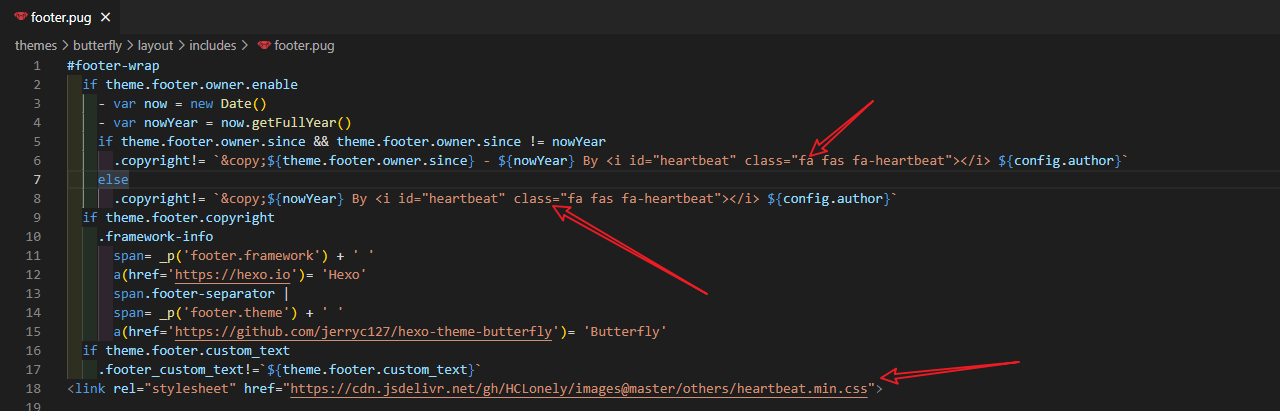 footer.pug ×
themes > butterfly > layout > includes > footer.pug
1 #footer-wrap
2   if theme.footer.owner.enable
3     - var now = new Date()
4     - var nowYear = now.getFullYear()
5     if theme.footer.owner.since && theme.footer.owner.since != nowYear
6       .copyright!= `&copy;${theme.footer.owner.since} - ${nowYear} By <i id="heartbeat" class="fa fas fa-heartbeat"></i> ${config.author}`
7     else
8       .copyright!= `&copy;${nowYear} By <i id="heartbeat" class="fa fas fa-heartbeat"></i> ${config.author}`
9   if theme.footer.copyright
10     .framework-info
11       span= _p('footer.framework') + ' '
12       a(href='https://hexo.io')= 'Hexo'
13       span.footer-separator |
14       span= _p('footer.theme') + ' '
15       a(href='https://github.com/jerryc127/hexo-theme-butterfly')= 'Butterfly'
16   if theme.footer.custom_text
17     .footer_custom_text!=`${theme.footer.custom_text}`
18 <link rel="stylesheet" href="https://cdn.jsdelivr.net/gh/HCLonely/images@master/others/heartbeat.min.css">
19